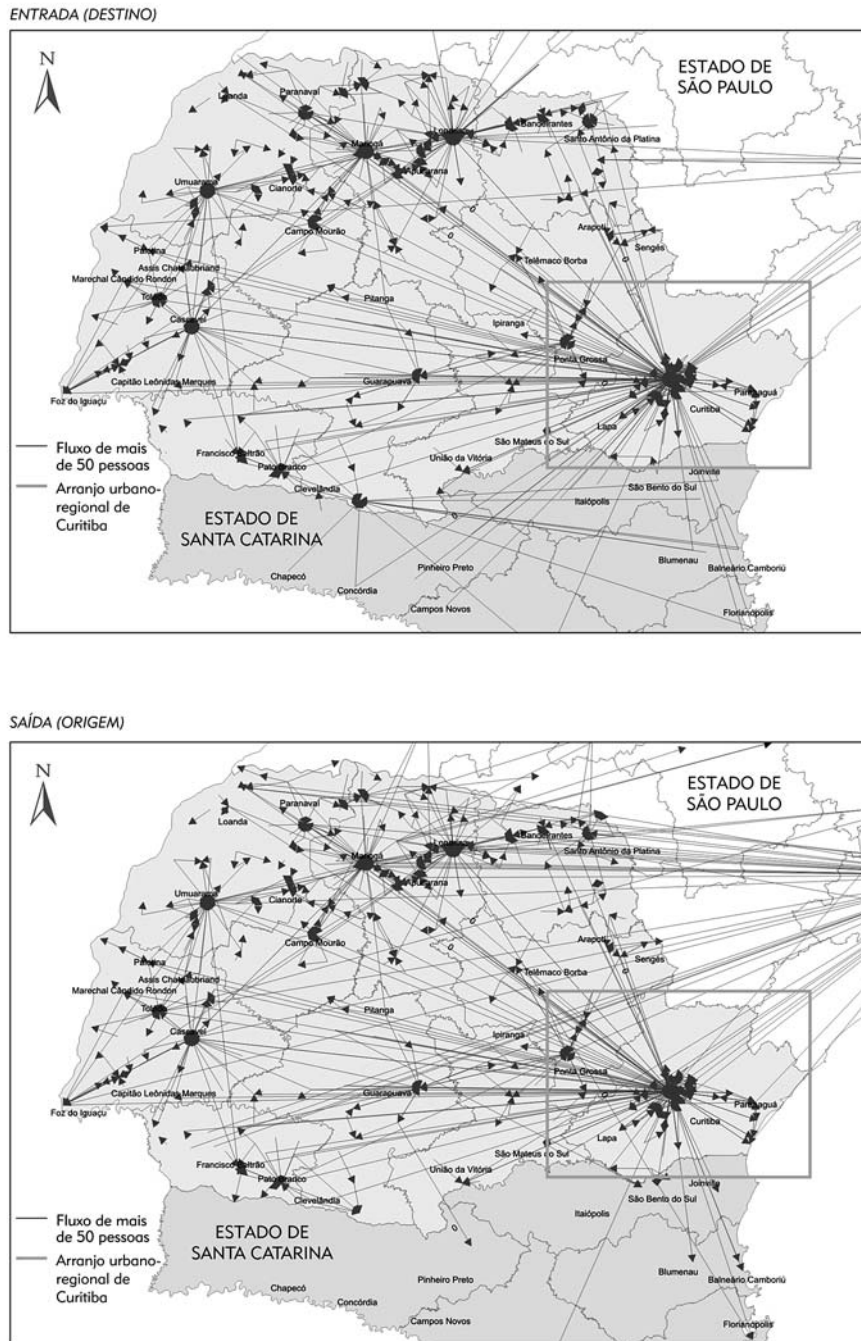 ENTRADA (DESTINO)
N
ESTADO DE
SÃO PAULO
Loanda
Paranavaí
Londrina
Bandeirantes
Santo Antônio da Platina
Maringá
Apucarana
Umuarama
Cianorte
Campo Mourão
Arapoti
Sengés
Palotina
Telêmaco Borba
Assis Chateaubriand
Marechal Cândido Rondon
Toledo
Pitanga
Cascavel
Ipiranga
Ponta Grossa
Guarapuava
Capitão Leônidas Marques
Foz do Iguaçu
Paranaguá
Curitiba
Lapa
São Mateus do Sul
Fluxo de mais
de 50 pessoas
Francisco Beltrão
União da Vitória
Pato Branco
Joinville
Clevelândia
São Bento do Sul
Arranjo urbano-
regional de
Curitiba
ESTADO DE
SANTA CATARINA
Itaiópolis
Blumenau
Pinheiro Preto
Balneário Camboriú
Chapecó
Concórdia
Campos Novos
Florianópolis
SAÍDA (ORIGEM)
N
ESTADO DE
SÃO PAULO
Paranavaí
Loanda
Londrina
Bandeirantes
Santo Antônio da Platina
Maringá
Apucarana
Umuarama
Cianorte
Campo Mourão
Arapoti
Sengés
Palotina
Telêmaco Borba
Assis Chateaubriand
Marechal Cândido Rondon
Toledo
Pitanga
Cascavel
Ipiranga
Ponta Grossa
Guarapuava
Capitão Leônidas Marques
Foz do Iguaçu
Paranaguá
Curitiba
Lapa
São Mateus do Sul
Francisco Beltrão
União da Vitória
Pato Branco
Joinville
Clevelândia
São Bento do Sul
Fluxo de mais
de 50 pessoas
Arranjo urbano-
regional de
Curitiba
ESTADO DE
SANTA CATARINA
Itaiópolis
Blumenau
Pinheiro Preto
Balneário Camboriú
Chapecó
Concórdia
Campos Novos
Florianópolis